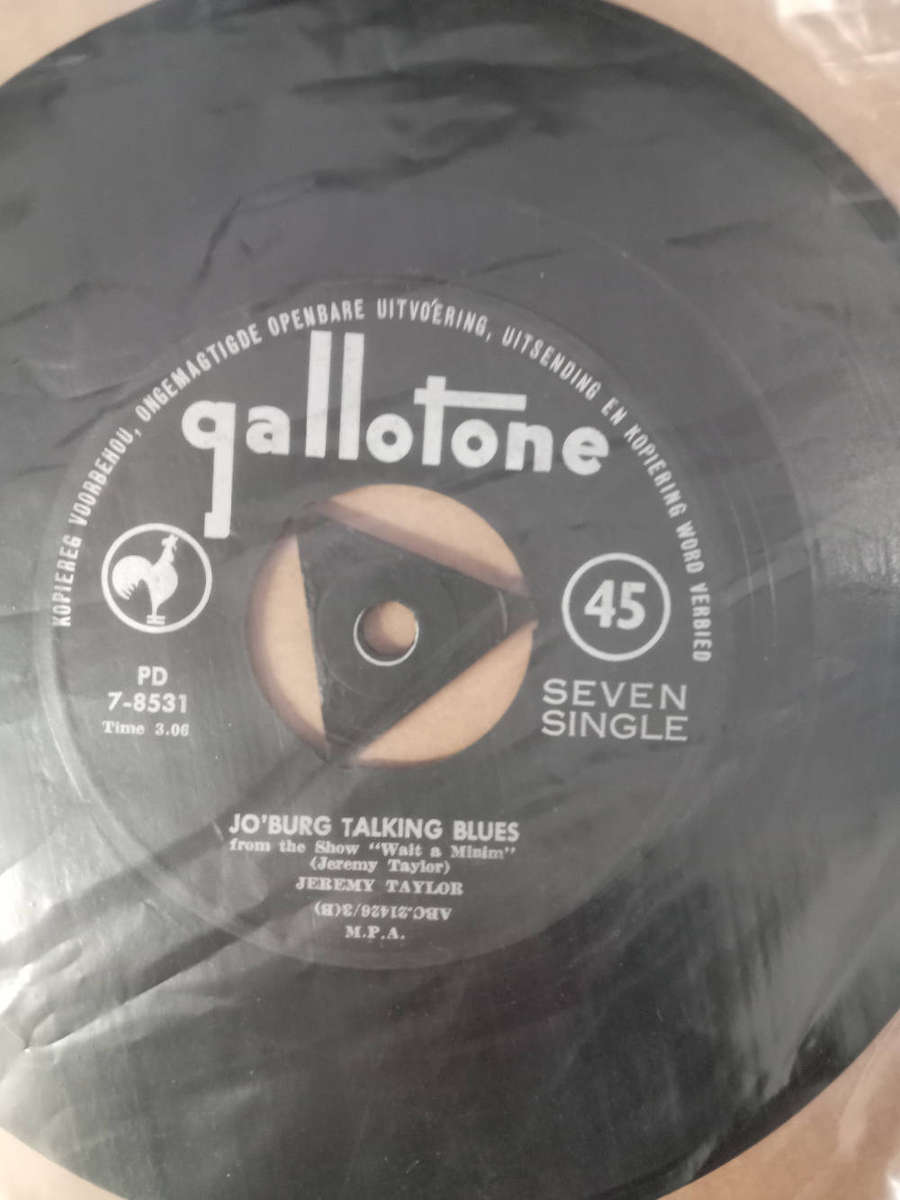 KOPIEREG VOORBEHOU, ONGEMAGTIGDE OPENBARE UITVOERING, UITSENDING EN KOPIERING WORD VERBIED
gallotone
45
SEVEN
SINGLE
PD
7-8531
Time 3.06
JO'BURG TALKING BLUES
from the Show "Wait a Minim"
(Jeremy Taylor)
JEREMY TAYLOR
ABC-21426/3(B)
M.P.A.